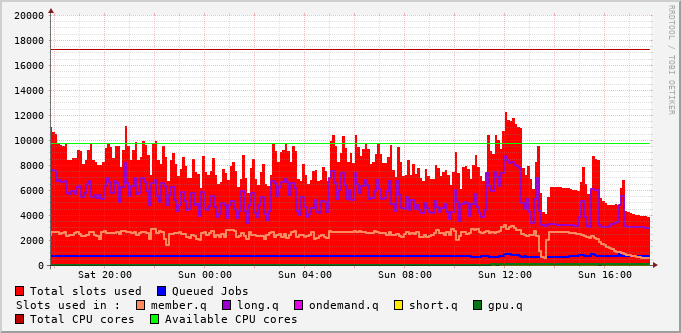 20000
18000
16000
14000
12000
10000
8000
6000
4000
2000
0
Sat 20:00 Sun 00:00 Sun 04:00 Sun 08:00 Sun 12:00 Sun 16:00
RRDTOOL / TOBI OETIKER
Total slots used Queued Jobs
Slots used in : member.q long.q ondemand.q short.q gpu.q
Total CPU cores Available CPU cores